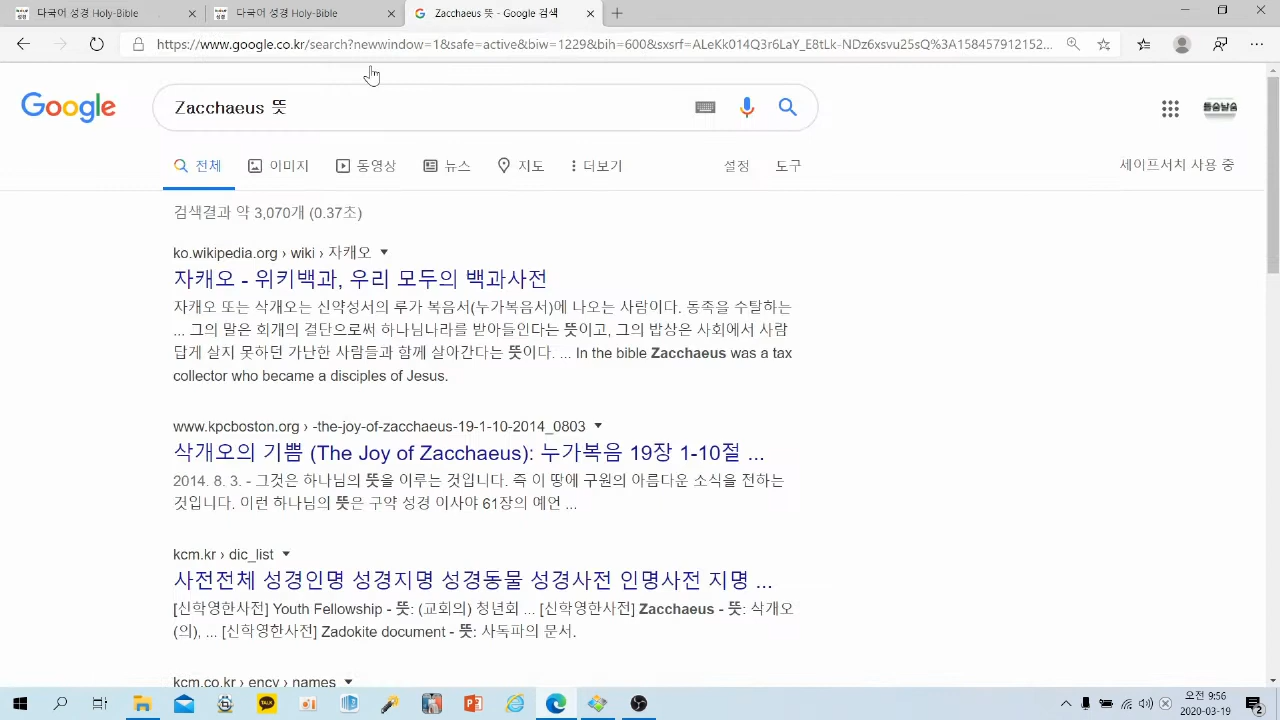 다국어 성경 Holy-Bible
다국어 성경 Holy-Bible
Zacchaeus 뜻 - Google 검색
https://www.google.co.kr/search?newwindow=1&safe=active&biw=1229&bih=600&sxsrf=ALeKk014Q3r6LaY_E8tLk-NDz6xsvu25sQ%3A158457912152...
Google
Zacchaeus 뜻
전체 이미지 동영상 뉴스 지도 더보기 설정 도구
세이프서치 사용 중
검색결과 약 3,070개 (0.37초)
ko.wikipedia.org › wiki › 자캐오
자캐오 - 위키백과, 우리 모두의 백과사전
자캐오 또는 삭개오는 신약성서의 루가 복음서(누가복음서)에 나오는 사람이다. 동족을 수탈하는
... 그의 말은 회개의 결단으로써 하나님나라를 받아들인다는 뜻이고, 그의 밥상은 사회에서 사람
답게 살지 못하던 가난한 사람들과 함께 살아간다는 뜻이다. ... In the bible Zacchaeus was a tax
collector who became a disciples of Jesus.
www.kpcboston.org › -the-joy-of-zacchaeus-19-1-10-2014_0803
삭개오의 기쁨 (The Joy of Zacchaeus): 누가복음 19장 1-10절 ...
2014. 8. 3. - 그것은 하나님의 뜻을 이루는 것입니다. 즉 이 땅에 구원의 아름다운 소식을 전하는
것입니다. 이런 하나님의 뜻은 구약 성경 이사야 61장의 예언 ...
kcm.kr › dic_list
사전전체 성경인명 성경지명 성경동물 성경사전 인명사전 지명 ...
[신학영한사전] Youth Fellowship - 뜻: (교회의) 청년회 ... [신학영한사전] Zacchaeus - 뜻: 삭개오
(의), ... [신학영한사전] Zadokite document - 뜻: 사독파의 문서.
kcm.co.kr › ency › names
오전 9:56
2020-03-19